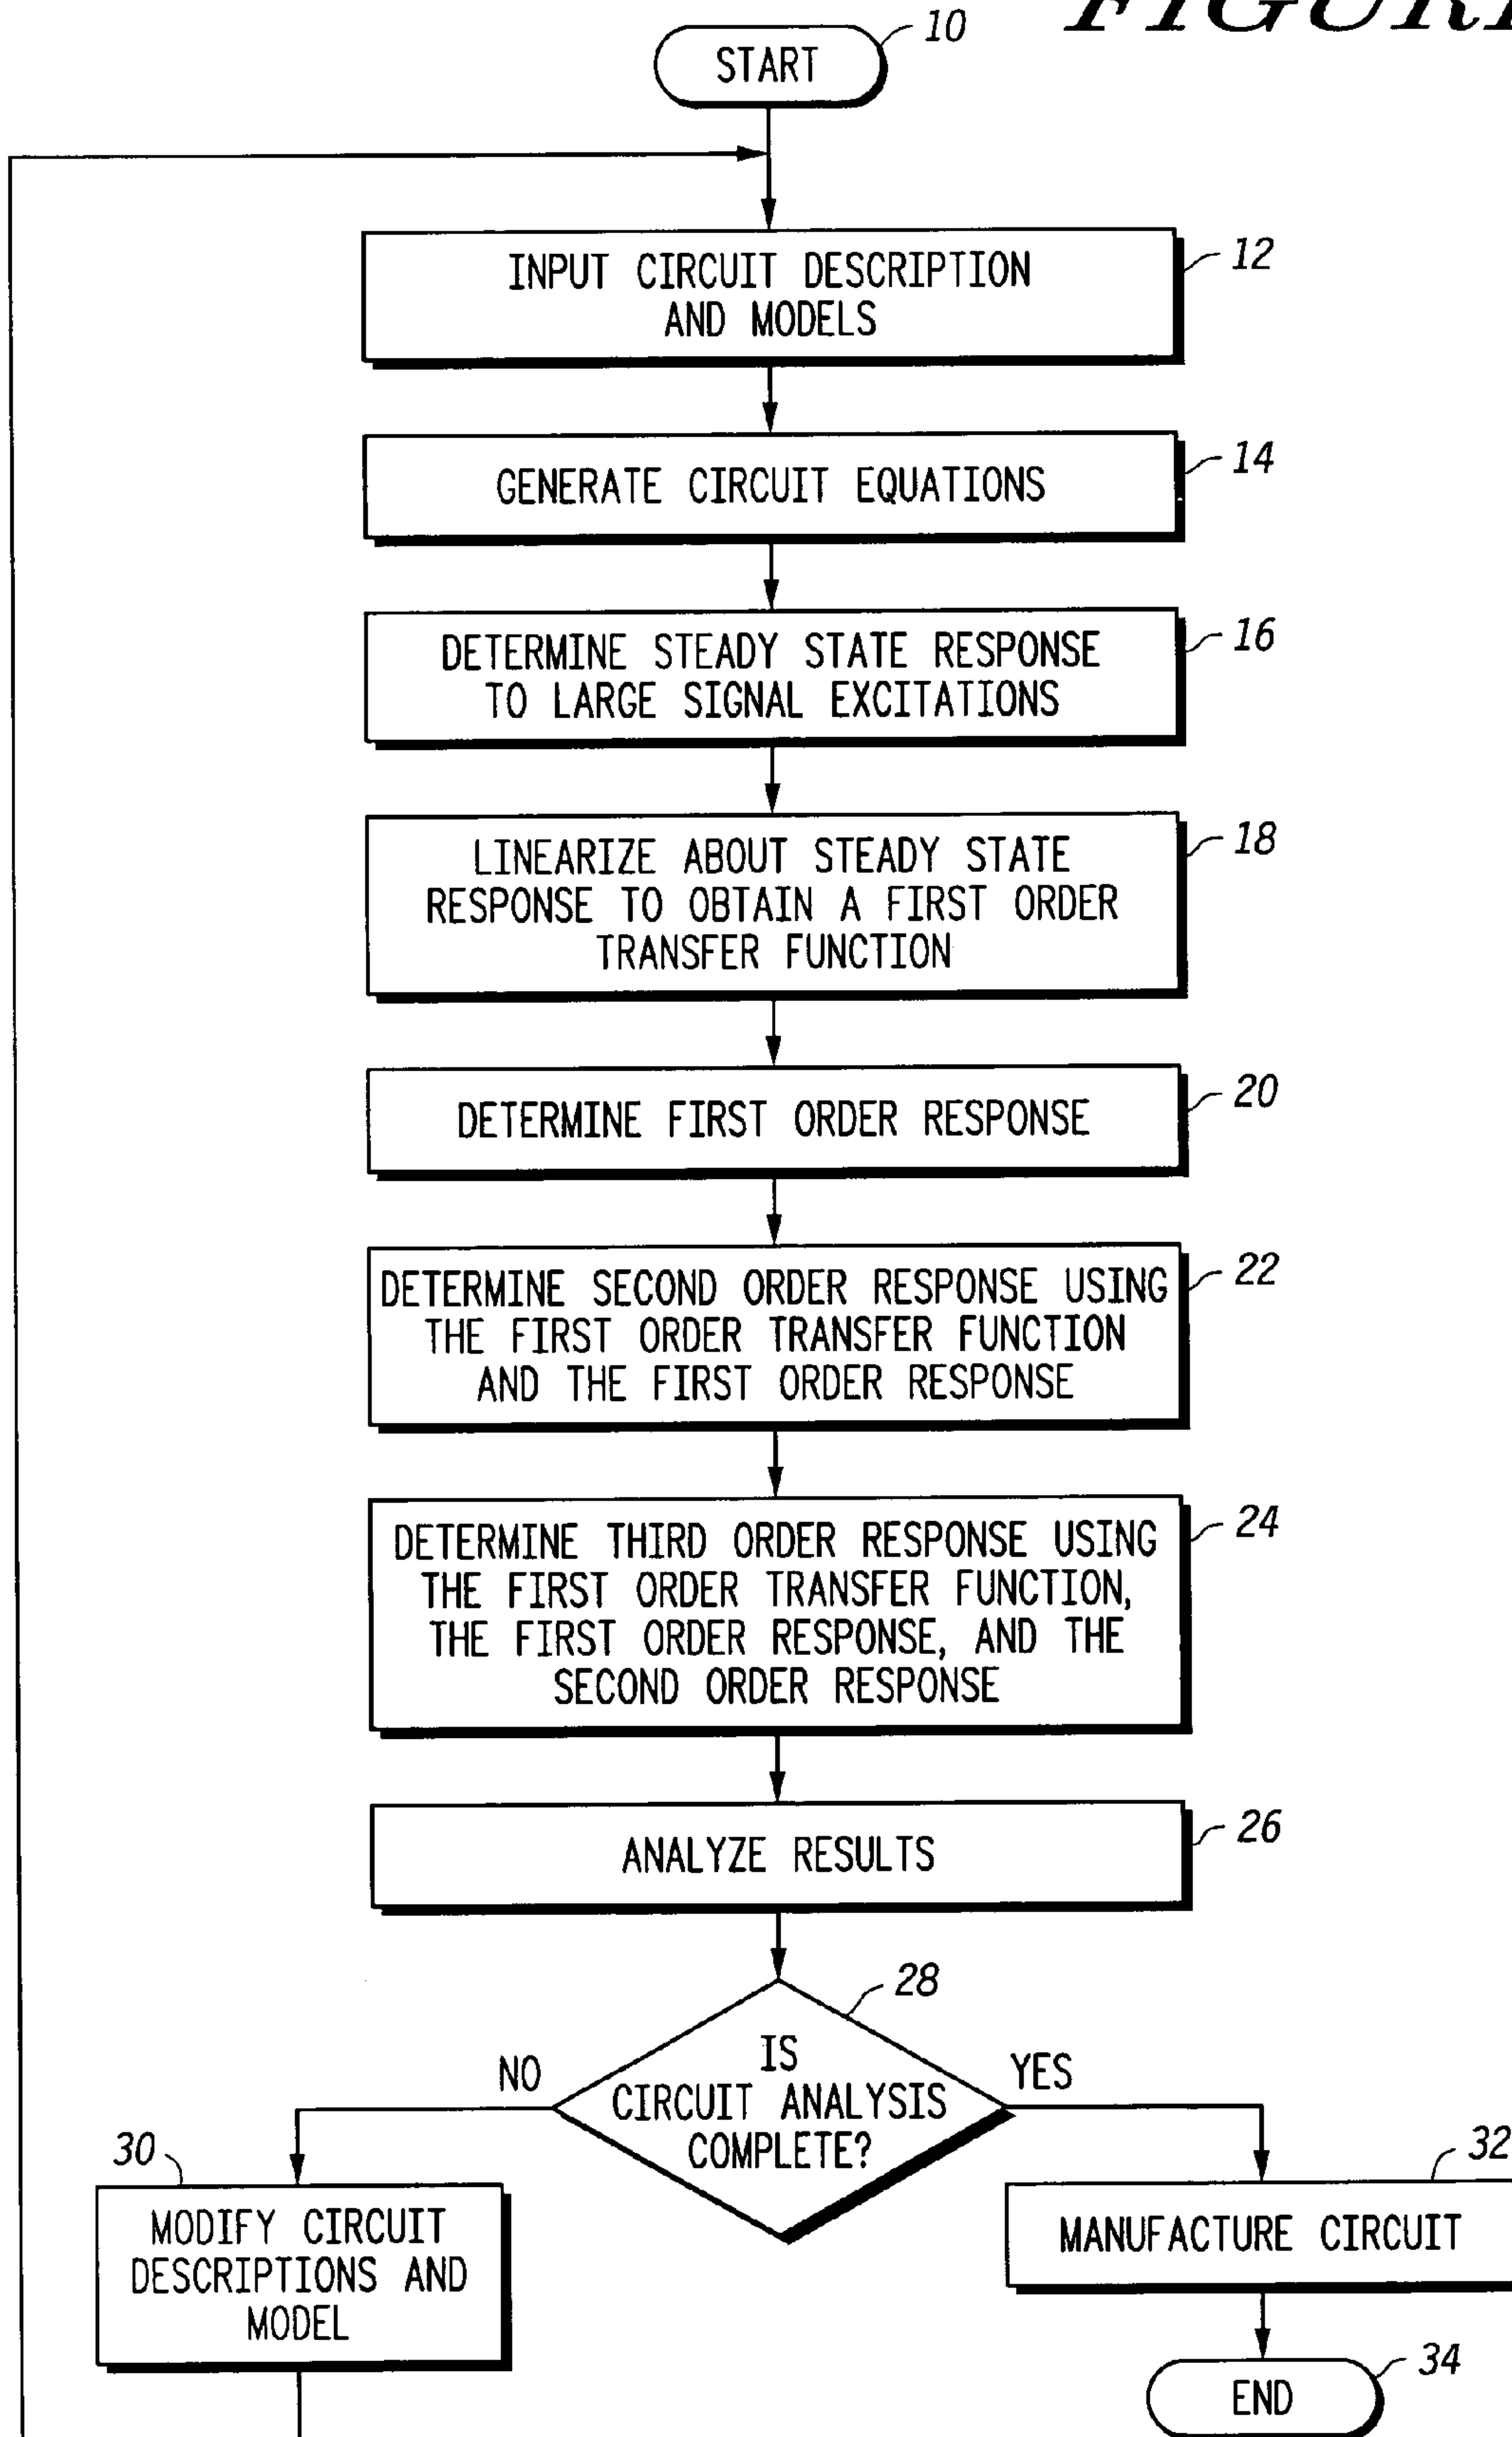 FIGURE
10
START
12
INPUT CIRCUIT DESCRIPTION
AND MODELS
14
GENERATE CIRCUIT EQUATIONS
16
DETERMINE STEADY STATE RESPONSE
TO LARGE SIGNAL EXCITATIONS
18
LINEARIZE ABOUT STEADY STATE
RESPONSE TO OBTAIN A FIRST ORDER
TRANSFER FUNCTION
20
DETERMINE FIRST ORDER RESPONSE
22
DETERMINE SECOND ORDER RESPONSE USING
THE FIRST ORDER TRANSFER FUNCTION
AND THE FIRST ORDER RESPONSE
24
DETERMINE THIRD ORDER RESPONSE USING
THE FIRST ORDER TRANSFER FUNCTION,
THE FIRST ORDER RESPONSE, AND THE
SECOND ORDER RESPONSE
26
ANALYZE RESULTS
28
IS
CIRCUIT ANALYSIS
COMPLETE?
NO
YES
30
MODIFY CIRCUIT
DESCRIPTIONS AND
MODEL
32
MANUFACTURE CIRCUIT
34
END